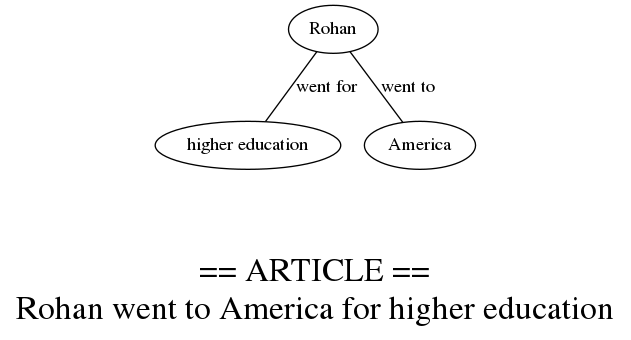 Rohan
went for
went to
higher education
America
== ARTICLE ==
Rohan went to America for higher education